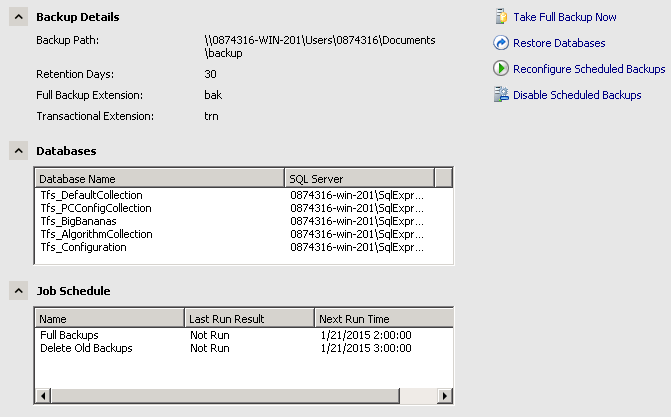 Backup Details
Backup Path: \\0874316-WIN-201\Users\0874316\Documents
\backup
Retention Days: 30
Full Backup Extension: bak
Transactional Extension: trn
Take Full Backup Now
Restore Databases
Reconfigure Scheduled Backups
Disable Scheduled Backups
Databases
Database Name SQL Server
Tfs_DefaultCollection 0874316-win-201\SqlExpr...
Tfs_PCConfigCollection 0874316-win-201\SqlExpr...
Tfs_BigBananas 0874316-win-201\SqlExpr...
Tfs_AlgorithmCollection 0874316-win-201\SqlExpr...
Tfs_Configuration 0874316-win-201\SqlExpr...
Job Schedule
Name Last Run Result Next Run Time
Full Backups Not Run 1/21/2015 2:00:00
Delete Old Backups Not Run 1/21/2015 3:00:00